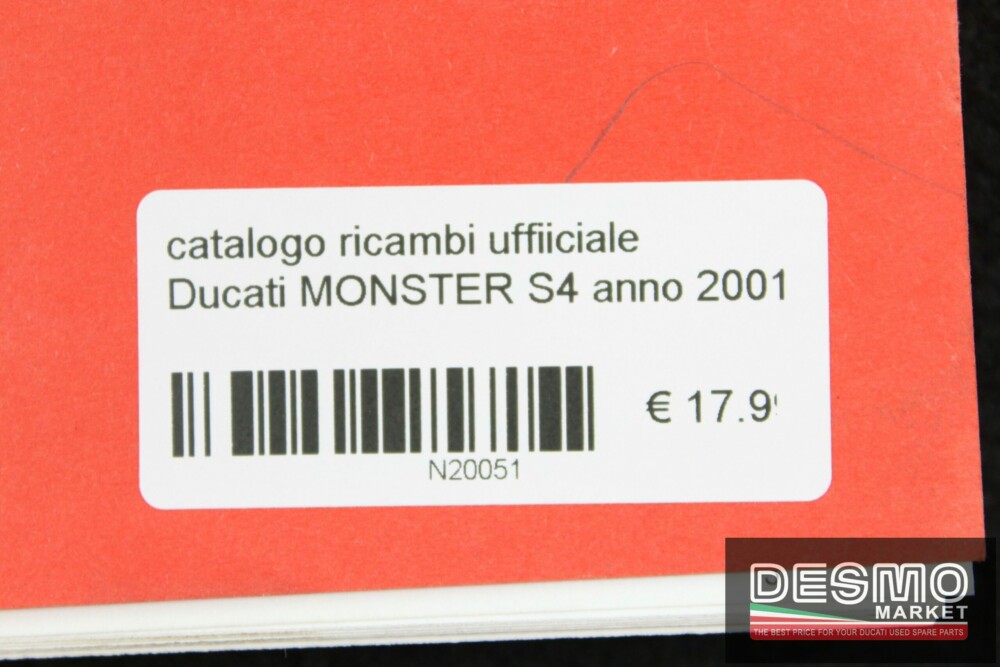 catalogo ricambi uffiiciale
Ducati MONSTER S4 anno 2001
€ 17.9
N20051
DESMO
MARKET
THE BEST PRICE FOR YOUR DUCATI USED SPARE PARTS